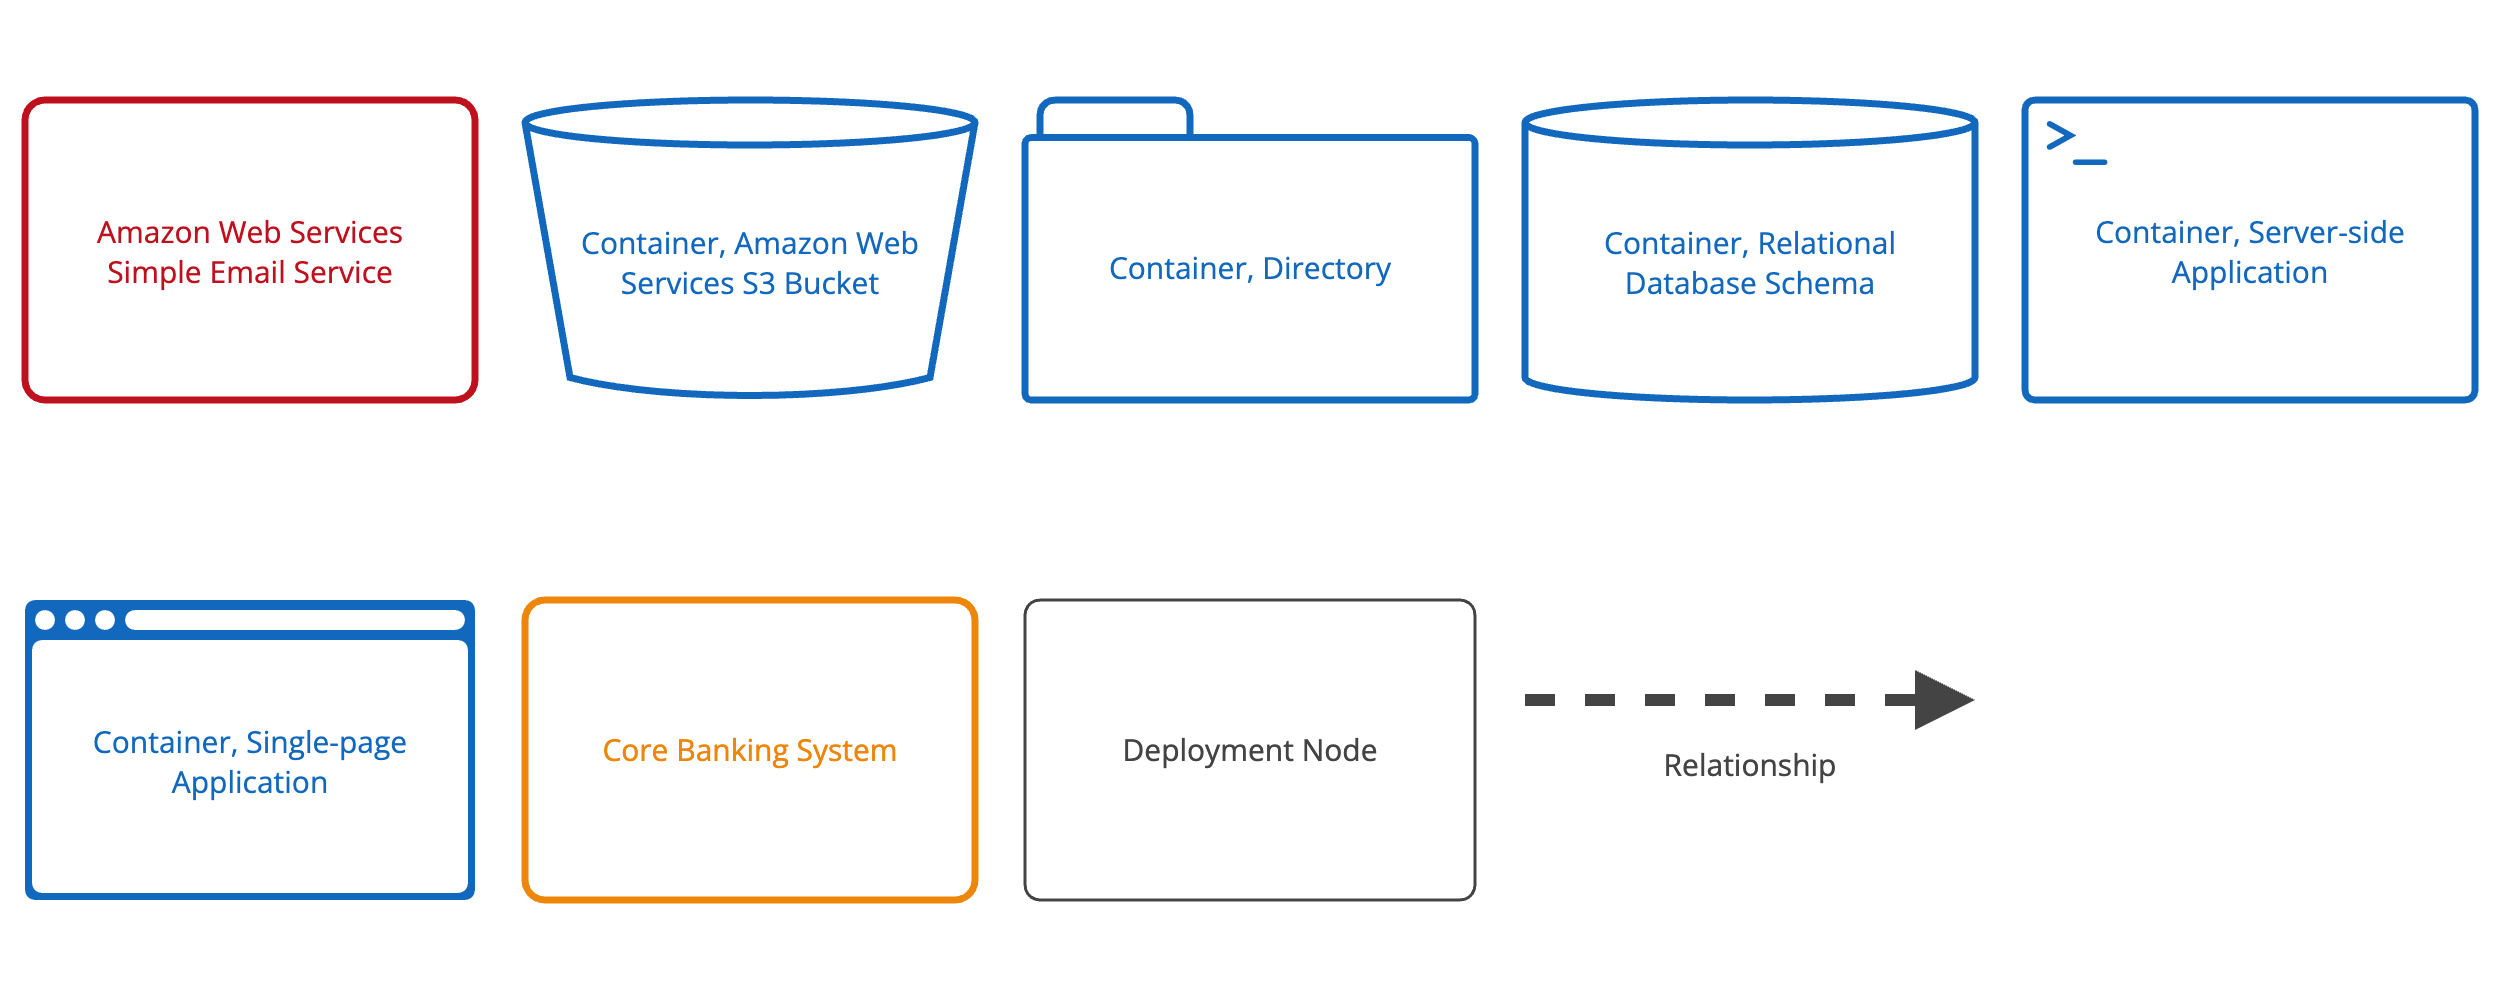 Amazon Web Services
Simple Email Service
Container, Amazon Web
Services S3 Bucket
Container, Directory
Container, Relational
Database Schema
>_
Container, Server-side
Application
Container, Single-page
Application
Core Banking System
Deployment Node
Relationship